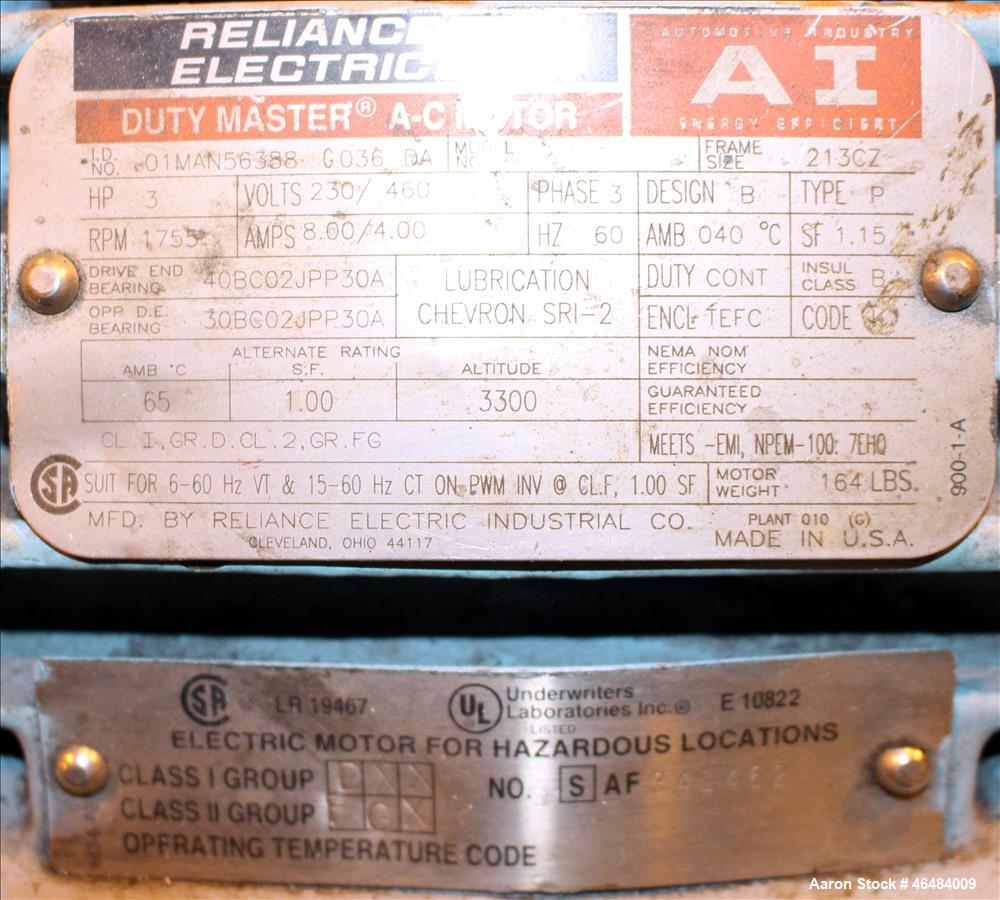 RELIANCE
ELECTRIC
AUTOMOTIVE INDUSTRY
AI
ENERGY EFFICIENT
DUTY MASTER® A-C MOTOR
I.D. NO. 01MAN56388 G036 DA MODEL NO. FRAME SIZE 213CZ
HP 3 VOLTS 230/460 PHASE 3 DESIGN B TYPE P
RPM 1755 AMPS 8.00/4.00 HZ 60 AMB 040 °C SF 1.15
DRIVE END BEARING 40BC02JPP30A LUBRICATION DUTY CONT INSUL CLASS B
OPP D.E. BEARING 30BC02JPP30A CHEVRON SRI-2 ENCL TEFC CODE
ALTERNATE RATING NEMA NOM EFFICIENCY
AMB °C S.F. ALTITUDE
65 1.00 3300 GUARANTEED EFFICIENCY
CL. I, GR. D. CL. 2, GR. FG MEETS -EMI, NPEM-100: 7EHQ
SA SUIT FOR 6-60 Hz VT & 15-60 Hz CT ON PWM INV @ CL.F, 1.00 SF MOTOR WEIGHT 164 LBS.
900-1-A
MFD. BY RELIANCE ELECTRIC INDUSTRIAL CO. PLANT 010 (G)
CLEVELAND, OHIO 44117 MADE IN U.S.A.
SA ® LR 19467 UL Underwriters Laboratories Inc.® LISTED E 10822
ELECTRIC MOTOR FOR HAZARDOUS LOCATIONS
CLASS I GROUP D X X NO. S AF
CLASS II GROUP F G X
OPERATING TEMPERATURE CODE
Aaron Stock # 46484009